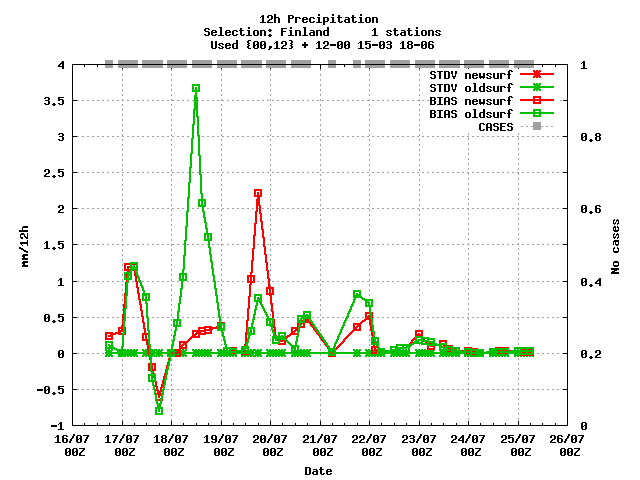 12h Precipitation
Selection: Finland 1 stations
Used {00,12} + 12-00 15-03 18-06
4
3.5
3
2.5
2
1.5
1
0.5
0
-0.5
-1
mm/12h
1
0.8
0.6
0.4
0.2
0
No cases
STDV newsurf
STDV oldsurf
BIAS newsurf
BIAS oldsurf
CASES
16/07 17/07 18/07 19/07 20/07 21/07 22/07 23/07 24/07 25/07 26/07
00Z 00Z 00Z 00Z 00Z 00Z 00Z 00Z 00Z 00Z 00Z
Date